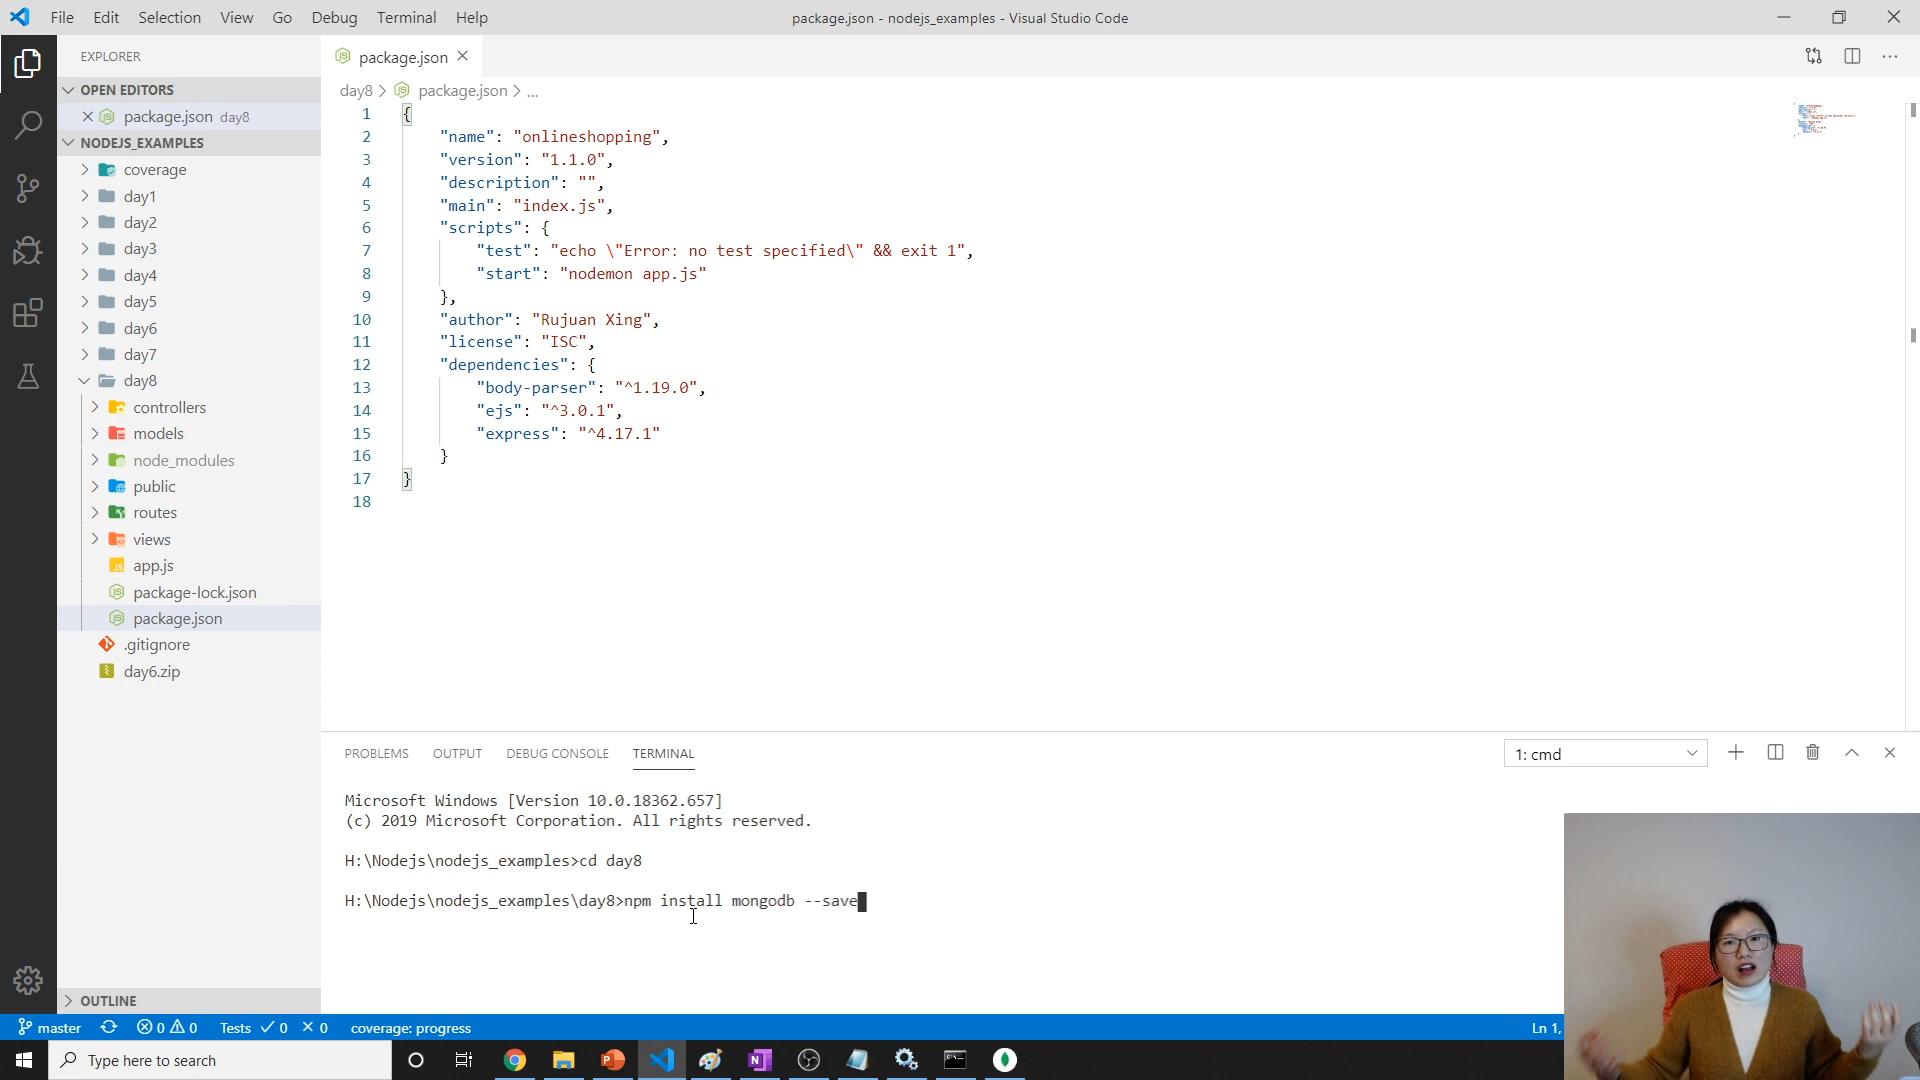 File Edit Selection View Go Debug Terminal Help
package.json - nodejs_examples - Visual Studio Code
EXPLORER
OPEN EDITORS
package.json day8
NODEJS_EXAMPLES
coverage
day1
day2
day3
day4
day5
day6
day7
day8
controllers
models
node_modules
public
routes
views
app.js
package-lock.json
package.json
.gitignore
day6.zip
OUTLINE
package.json
day8 > package.json > ...
1 {
2 "name": "onlineshopping",
3 "version": "1.1.0",
4 "description": "",
5 "main": "index.js",
6 "scripts": {
7 "test": "echo \"Error: no test specified\" && exit 1",
8 "start": "nodemon app.js"
9 },
10 "author": "Rujuan Xing",
11 "license": "ISC",
12 "dependencies": {
13 "body-parser": "^1.19.0",
14 "ejs": "^3.0.1",
15 "express": "^4.17.1"
16 }
17 }
18
PROBLEMS OUTPUT DEBUG CONSOLE TERMINAL
1: cmd
Microsoft Windows [Version 10.0.18362.657]
(c) 2019 Microsoft Corporation. All rights reserved.
H:\Nodejs\nodejs_examples>cd day8
H:\Nodejs\nodejs_examples\day8>npm install mongodb --save
master 0 0 Tests 0 0 coverage: progress
Ln 1,
Type here to search